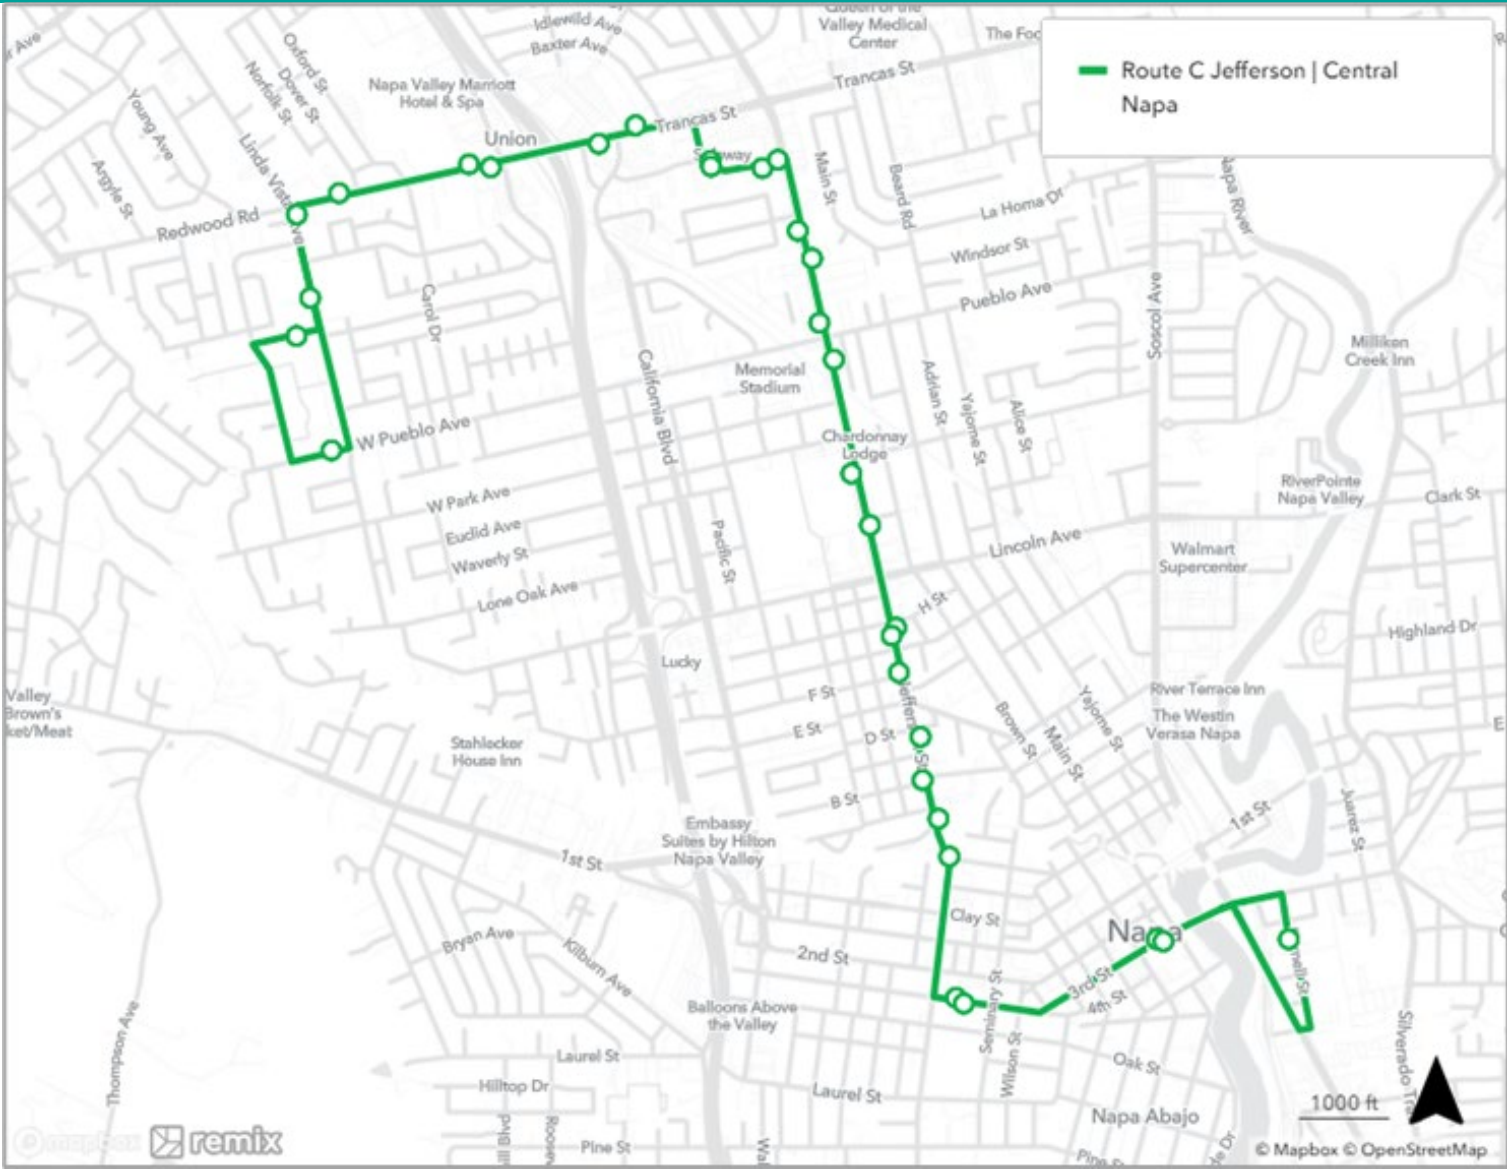 Idlewild Ave
Baxter Ave
Queen of the
Valley Medical
Center
The Foo
Route C Jefferson | Central
Napa
Oxford St
Dover St
Norfolk St
Young Ave
Argyle St
Linda Vista Ave
Redwood Rd
Napa Valley Marriott
Hotel & Spa
Union
Trancas St
Trancas St
Main St
Beard Rd
La Homa Dr
Windsor St
Pueblo Ave
Napa River
Soscol Ave
Milliken
Creek Inn
Carol Dr
California Blvd
Memorial
Stadium
Adrian St
Yajome St
Alice St
W Pueblo Ave
Chardonnay
Lodge
RiverPointe
Napa Valley
Clark St
W Park Ave
Euclid Ave
Waverly St
Lone Oak Ave
Pacific St
Lincoln Ave
Walmart
Supercenter
H St
Highland Dr
Lucky
Valley
Brown's
ket/Meat
F St
E St
D St
B St
Jefferson St
Brown St
Main St
Yajome St
River Terrace Inn
The Westin
Verasa Napa
Stahlecker
House Inn
Embassy
Suites by Hilton
Napa Valley
1st St
1st St
Juarez St
Clay St
Napa
Bryan Ave
Kilburn Ave
2nd St
Seminary St
3rd St
4th St
Balloons Above
the Valley
Thompson Ave
Laurel St
Hilltop Dr
Laurel St
Wilson St
Oak St
Napa Abajo
Silverado Tra
1000 ft
Pine St
mapbox
remix
© Mapbox © OpenStreetMap